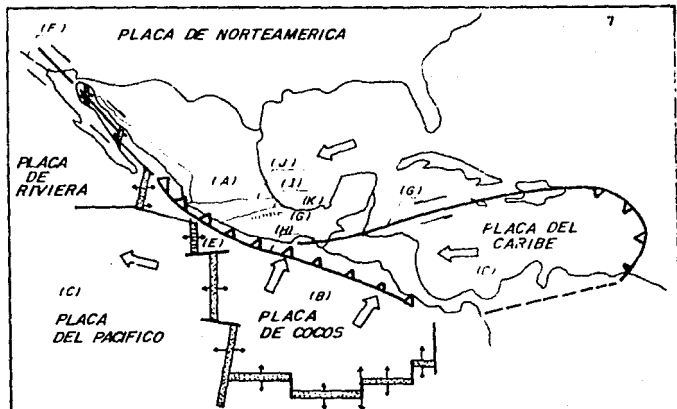 7
(F)
PLACA DE NORTEAMERICA
PLACA
DE
RIVIERA
(A)
(J)
(I)
(K)
(G)
(H)
(G)
PLACA DEL
CARIBE
(C)
(E)
(B)
(C)
PLACA
DEL PACIFICO
PLACA
DE COCOS